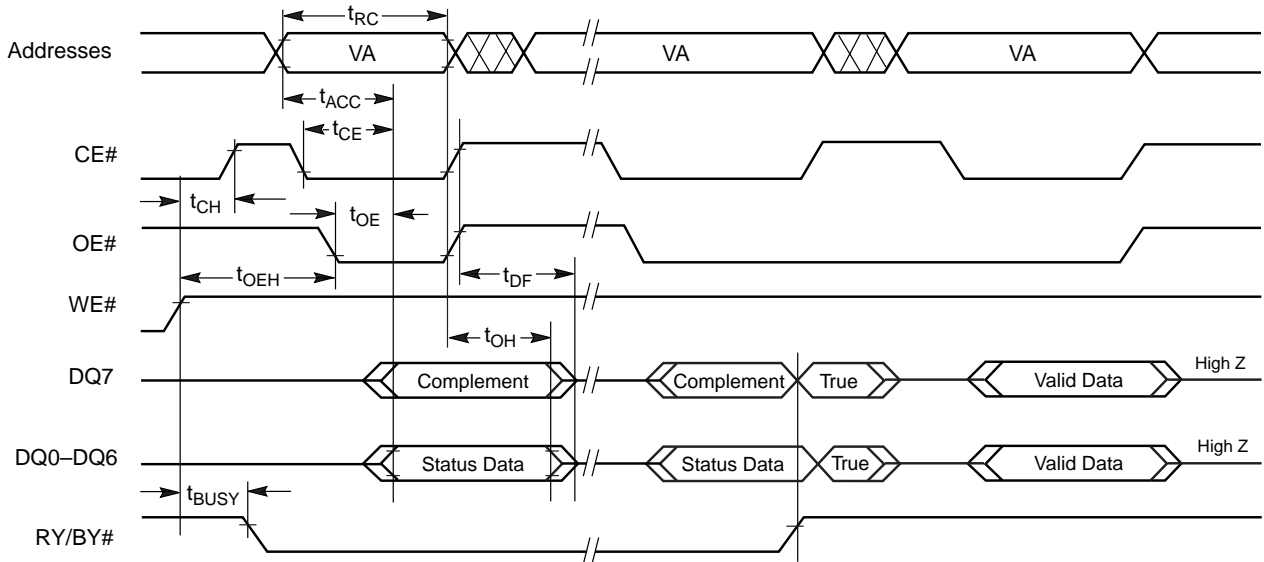 tRC
Addresses VA VA VA
tACC
tCE
CE#
tCH tOE
OE#
tOEH tDF
WE#
tOH
DQ7 Complement Complement True Valid Data High Z
DQ0–DQ6 Status Data Status Data True Valid Data High Z
tBUSY
RY/BY#